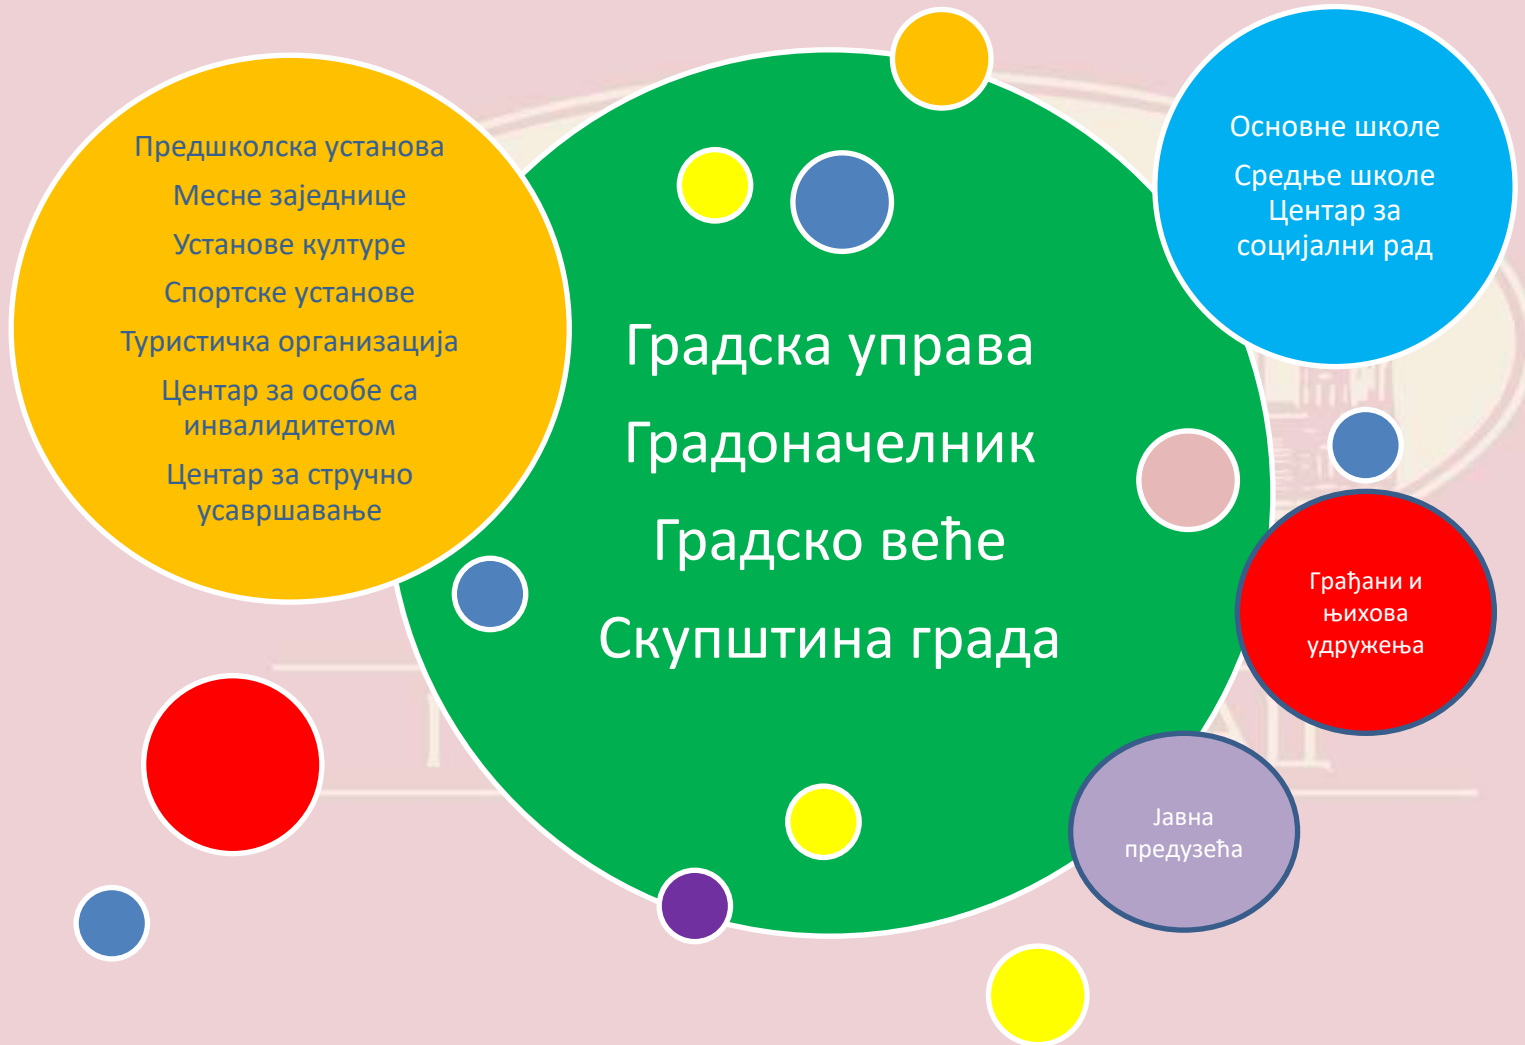 Предшколска установа
Месне заједнице
Установе културе
Спортске установе
Туристичка организација
Центар за особе са
инвалидитетом
Центар за стручно
усавршавање
Градска управа
Градоначелник
Градско веће
Скупштина града
Основне школе
Средње школе
Центар за
социјални рад
Грађани и
њихова
удружења
Јавна
предузећа